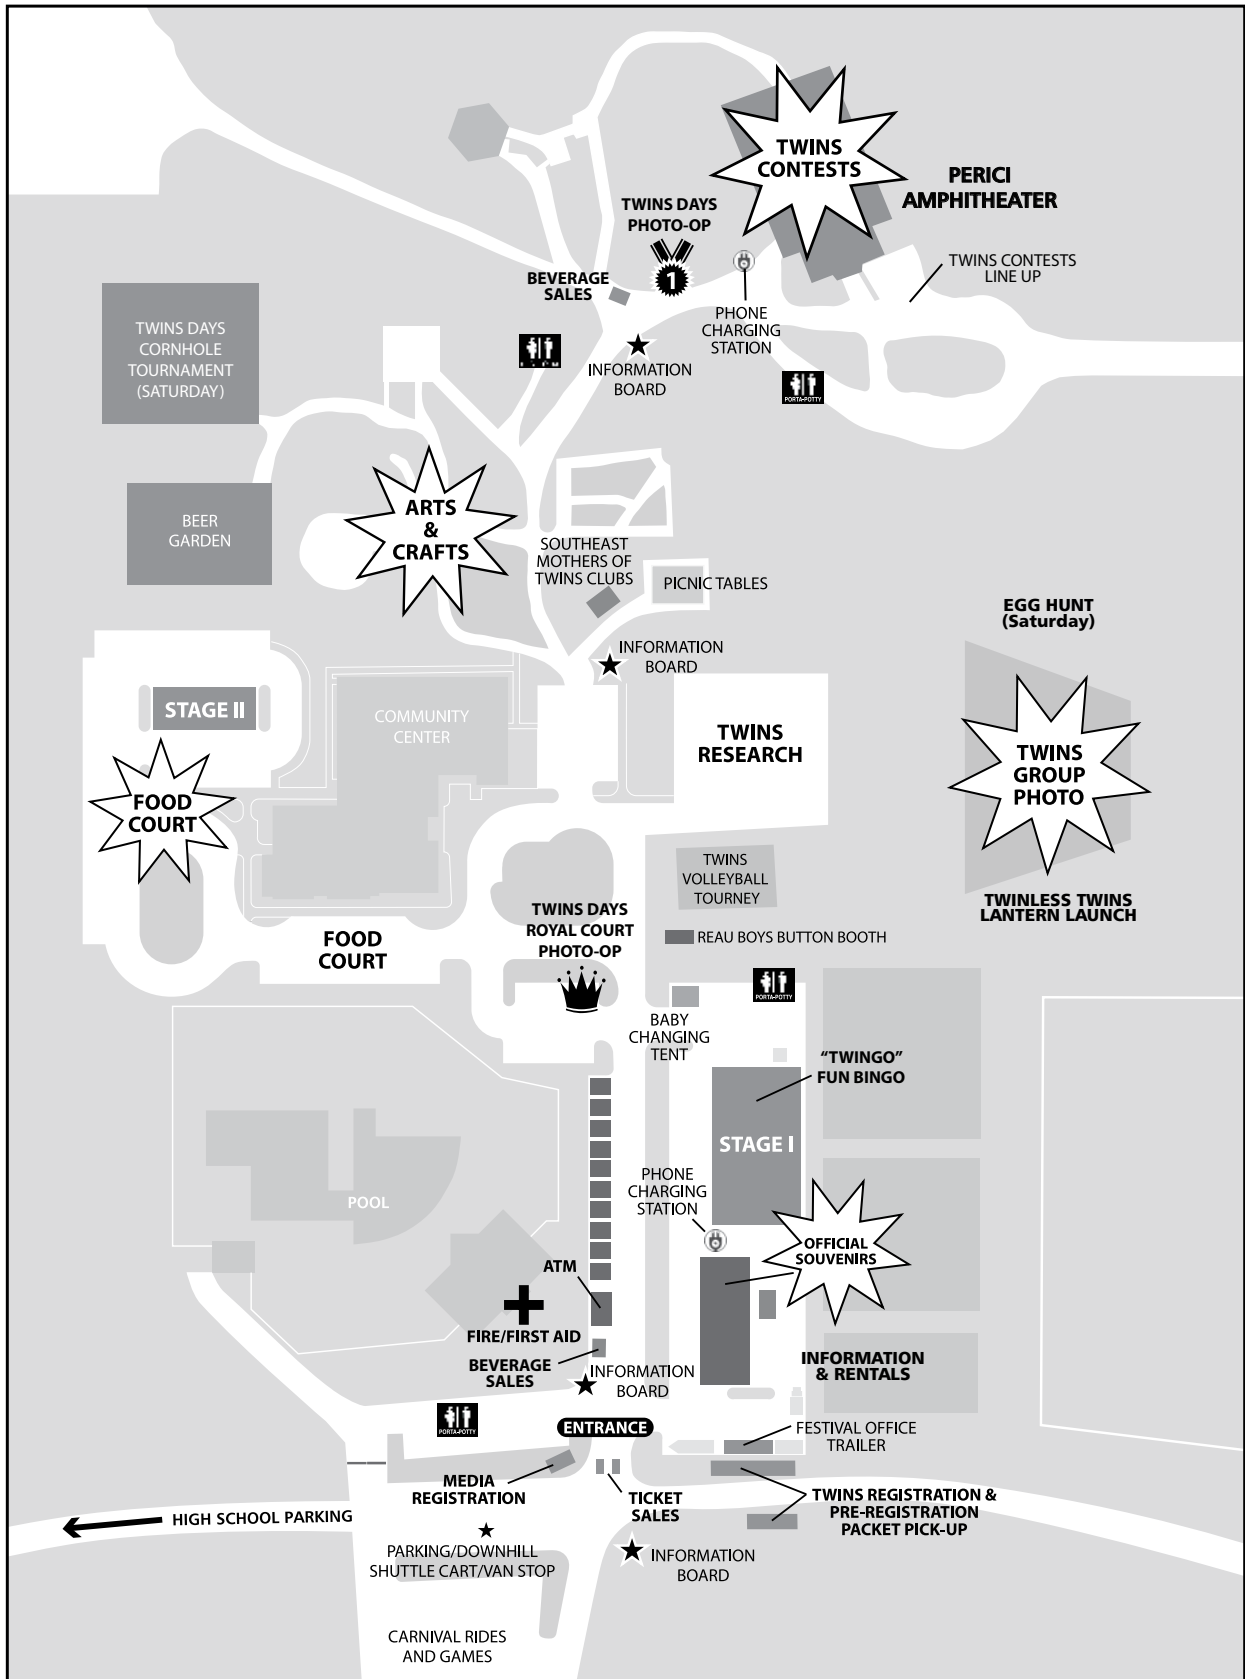 TWINS
CONTESTS
PERICI
AMPHITHEATER
TWINS DAYS
PHOTO-OP
1
TWINS CONTESTS
LINE UP
BEVERAGE
SALES
PHONE
CHARGING
STATION
INFORMATION
BOARD
PORTA-POTTY
TWINS DAYS
CORNHOLE
TOURNAMENT
(SATURDAY)
BEER
GARDEN
ARTS
&
CRAFTS
SOUTHEAST
MOTHERS OF
TWINS CLUBS
PICNIC TABLES
EGG HUNT
(Saturday)
INFORMATION
BOARD
STAGE II
COMMUNITY
CENTER
TWINS
RESEARCH
TWINS
GROUP
PHOTO
FOOD
COURT
TWINS
VOLLEYBALL
TOURNEY
TWINLESS TWINS
LANTERN LAUNCH
TWINS DAYS
ROYAL COURT
PHOTO-OP
FOOD
COURT
REAU BOYS BUTTON BOOTH
PORTA-POTTY
BABY
CHANGING
TENT
“TWINGO”
FUN BINGO
STAGE I
PHONE
CHARGING
STATION
POOL
OFFICIAL
SOUVENIRS
ATM
FIRE/FIRST AID
BEVERAGE
SALES
INFORMATION
BOARD
INFORMATION
& RENTALS
PORTA-POTTY
ENTRANCE
FESTIVAL OFFICE
TRAILER
MEDIA
REGISTRATION
TICKET
SALES
TWINS REGISTRATION &
PRE-REGISTRATION
PACKET PICK-UP
HIGH SCHOOL PARKING
PARKING/DOWNHILL
SHUTTLE CART/VAN STOP
INFORMATION
BOARD
CARNIVAL RIDES
AND GAMES